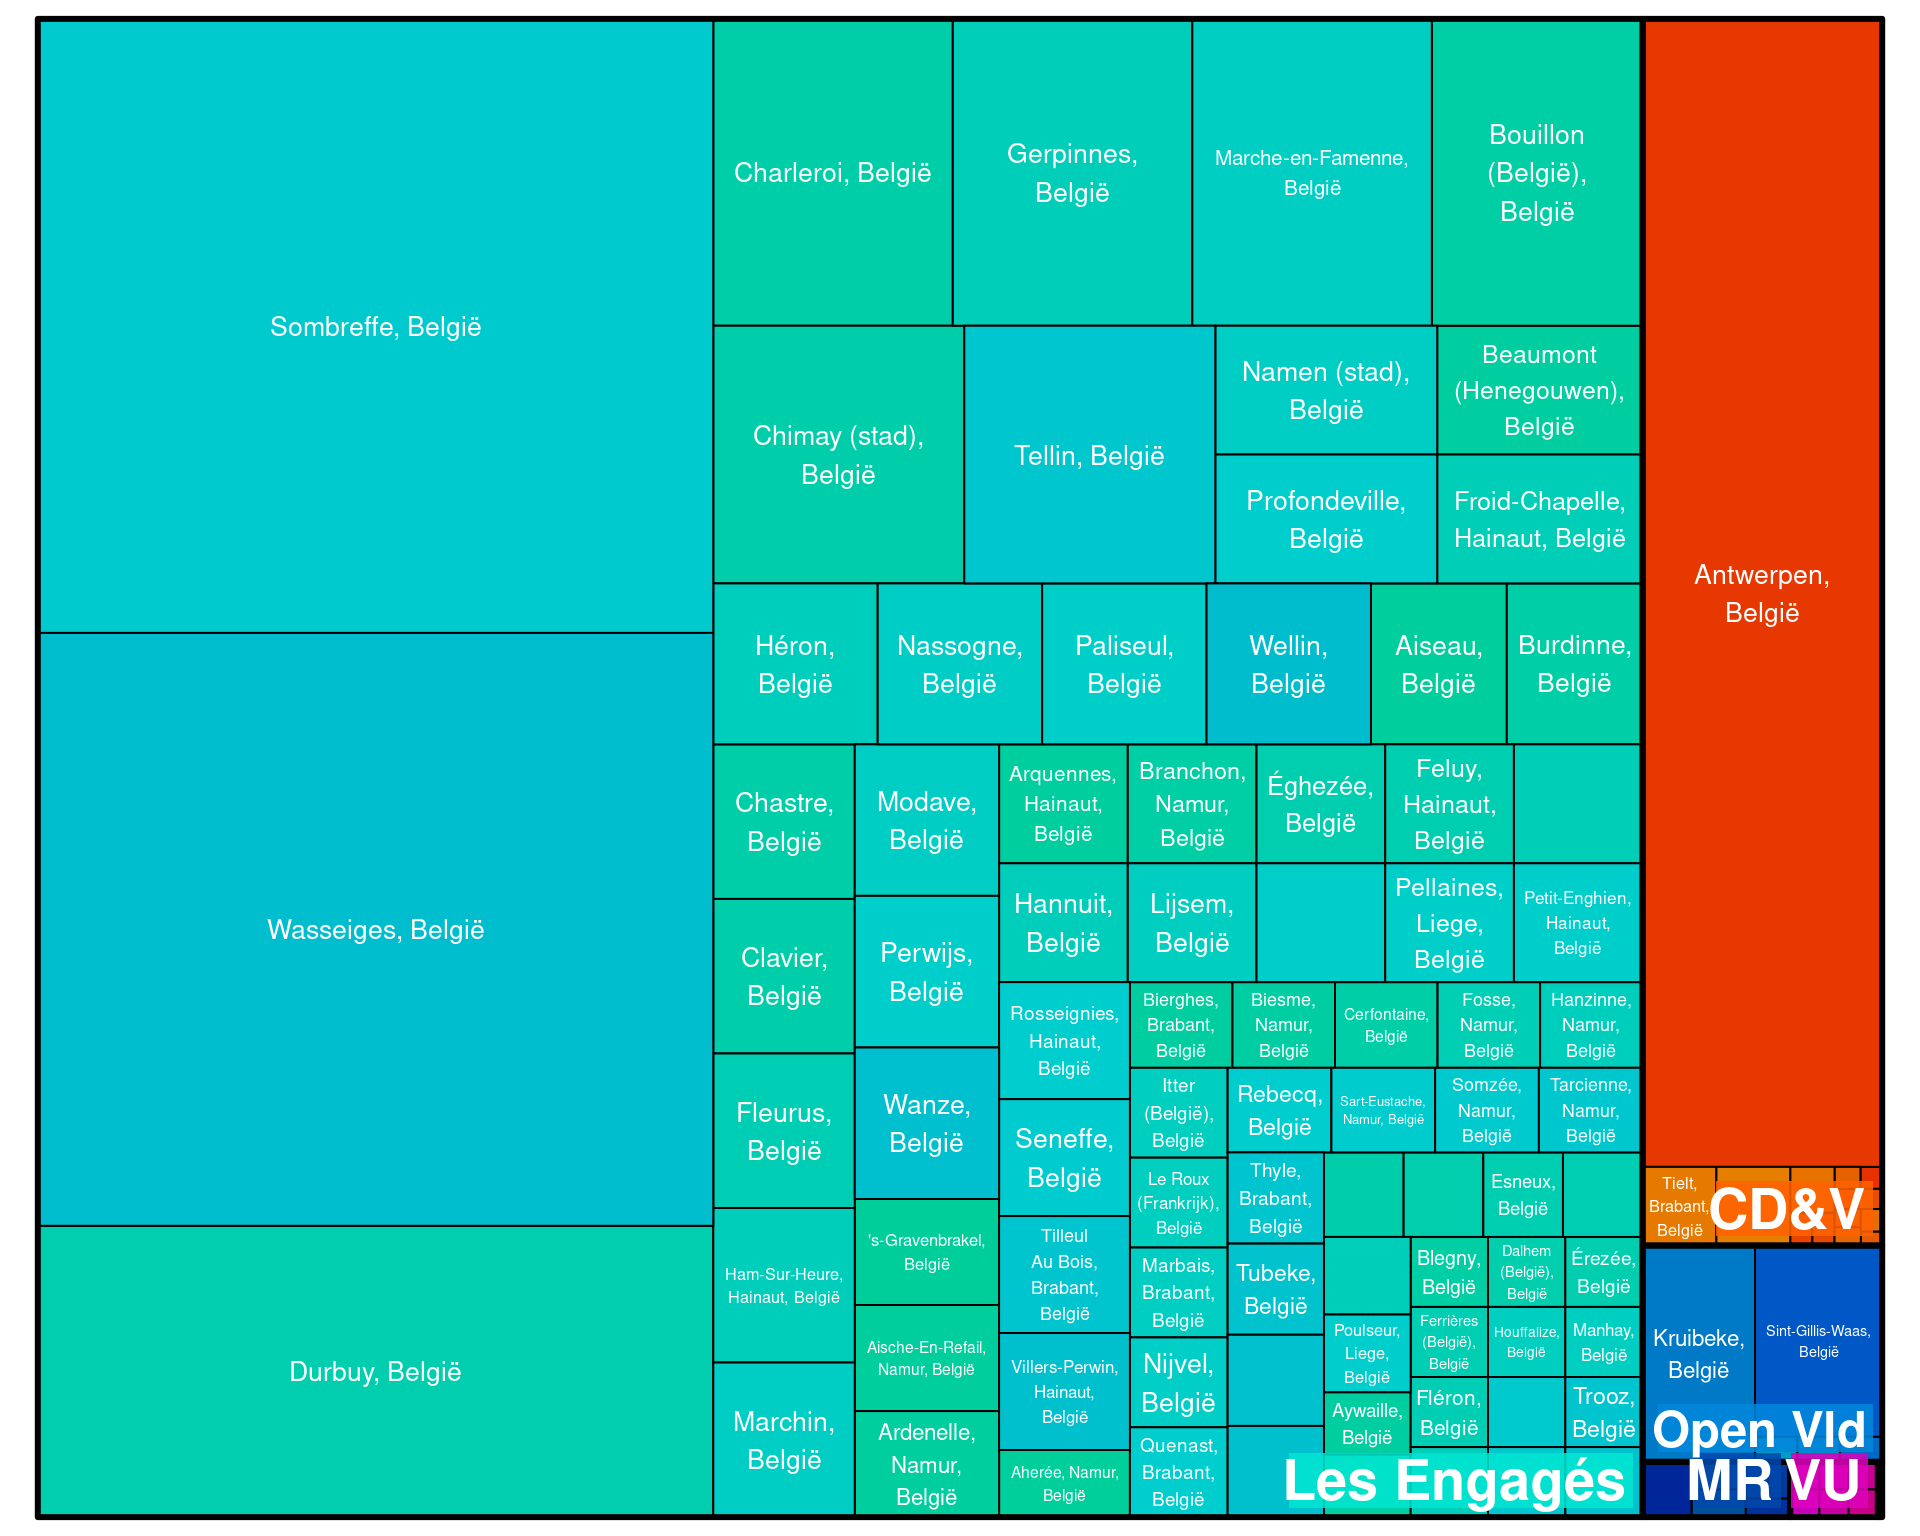 Sombreffe, België
Wasseiges, België
Durbuy, België
Charleroi, België
Gerpinnes,
België
Marche-en-Famenne,
België
Bouillon
(België),
België
Chimay (stad),
België
Tellin, België
Namen (stad),
België
Beaumont
(Henegouwen),
België
Profondeville,
België
Froid-Chapelle,
Hainaut, België
Héron,
België
Nassogne,
België
Paliseul,
België
Wellin,
België
Aiseau,
België
Burdinne,
België
Chastre,
België
Clavier,
België
Fleurus,
België
Ham-Sur-Heure,
Hainaut, België
Marchin,
België
Modave,
België
Perwijs,
België
Wanze,
België
's-Gravenbrakel,
België
Aische-En-Refail,
Namur, België
Ardenelle,
Namur,
België
Arquennes,
Hainaut,
België
Branchon,
Namur,
België
Éghezée,
België
Feluy,
Hainaut,
België
Hannuit,
België
Lijsem,
België
Pellaines,
Liege,
België
Petit-Enghien,
Hainaut,
België
Rosseignies,
Hainaut,
België
Seneffe,
België
Tilleul
Au Bois,
Brabant,
België
Villers-Perwin,
Hainaut,
België
Aherée, Namur,
België
Bierghes,
Brabant,
België
Biesme,
Namur,
België
Cerfontaine,
België
Fosse,
Namur,
België
Hanzinne,
Namur,
België
Itter
(België),
België
Le Roux
(Frankrijk),
België
Marbais,
Brabant,
België
Nijvel,
België
Quenast,
Brabant,
België
Rebecq,
België
Sart-Eustache,
Namur, België
Somzée,
Namur,
België
Tarcienne,
Namur,
België
Thyle,
Brabant,
België
Tubeke,
België
Esneux,
België
Poulseur,
Liege,
België
Aywaille,
België
Blegny,
België
Dalhem
(België),
België
Érezée,
België
Ferrières
(België),
België
Houffalize,
België
Manhay,
België
Fléron,
België
Trooz,
België
Les Engagés
Antwerpen,
België
Tielt,
Brabant,
België
CD&V
Kruibeke,
België
Sint-Gillis-Waas,
België
Open Vld
MR
VU